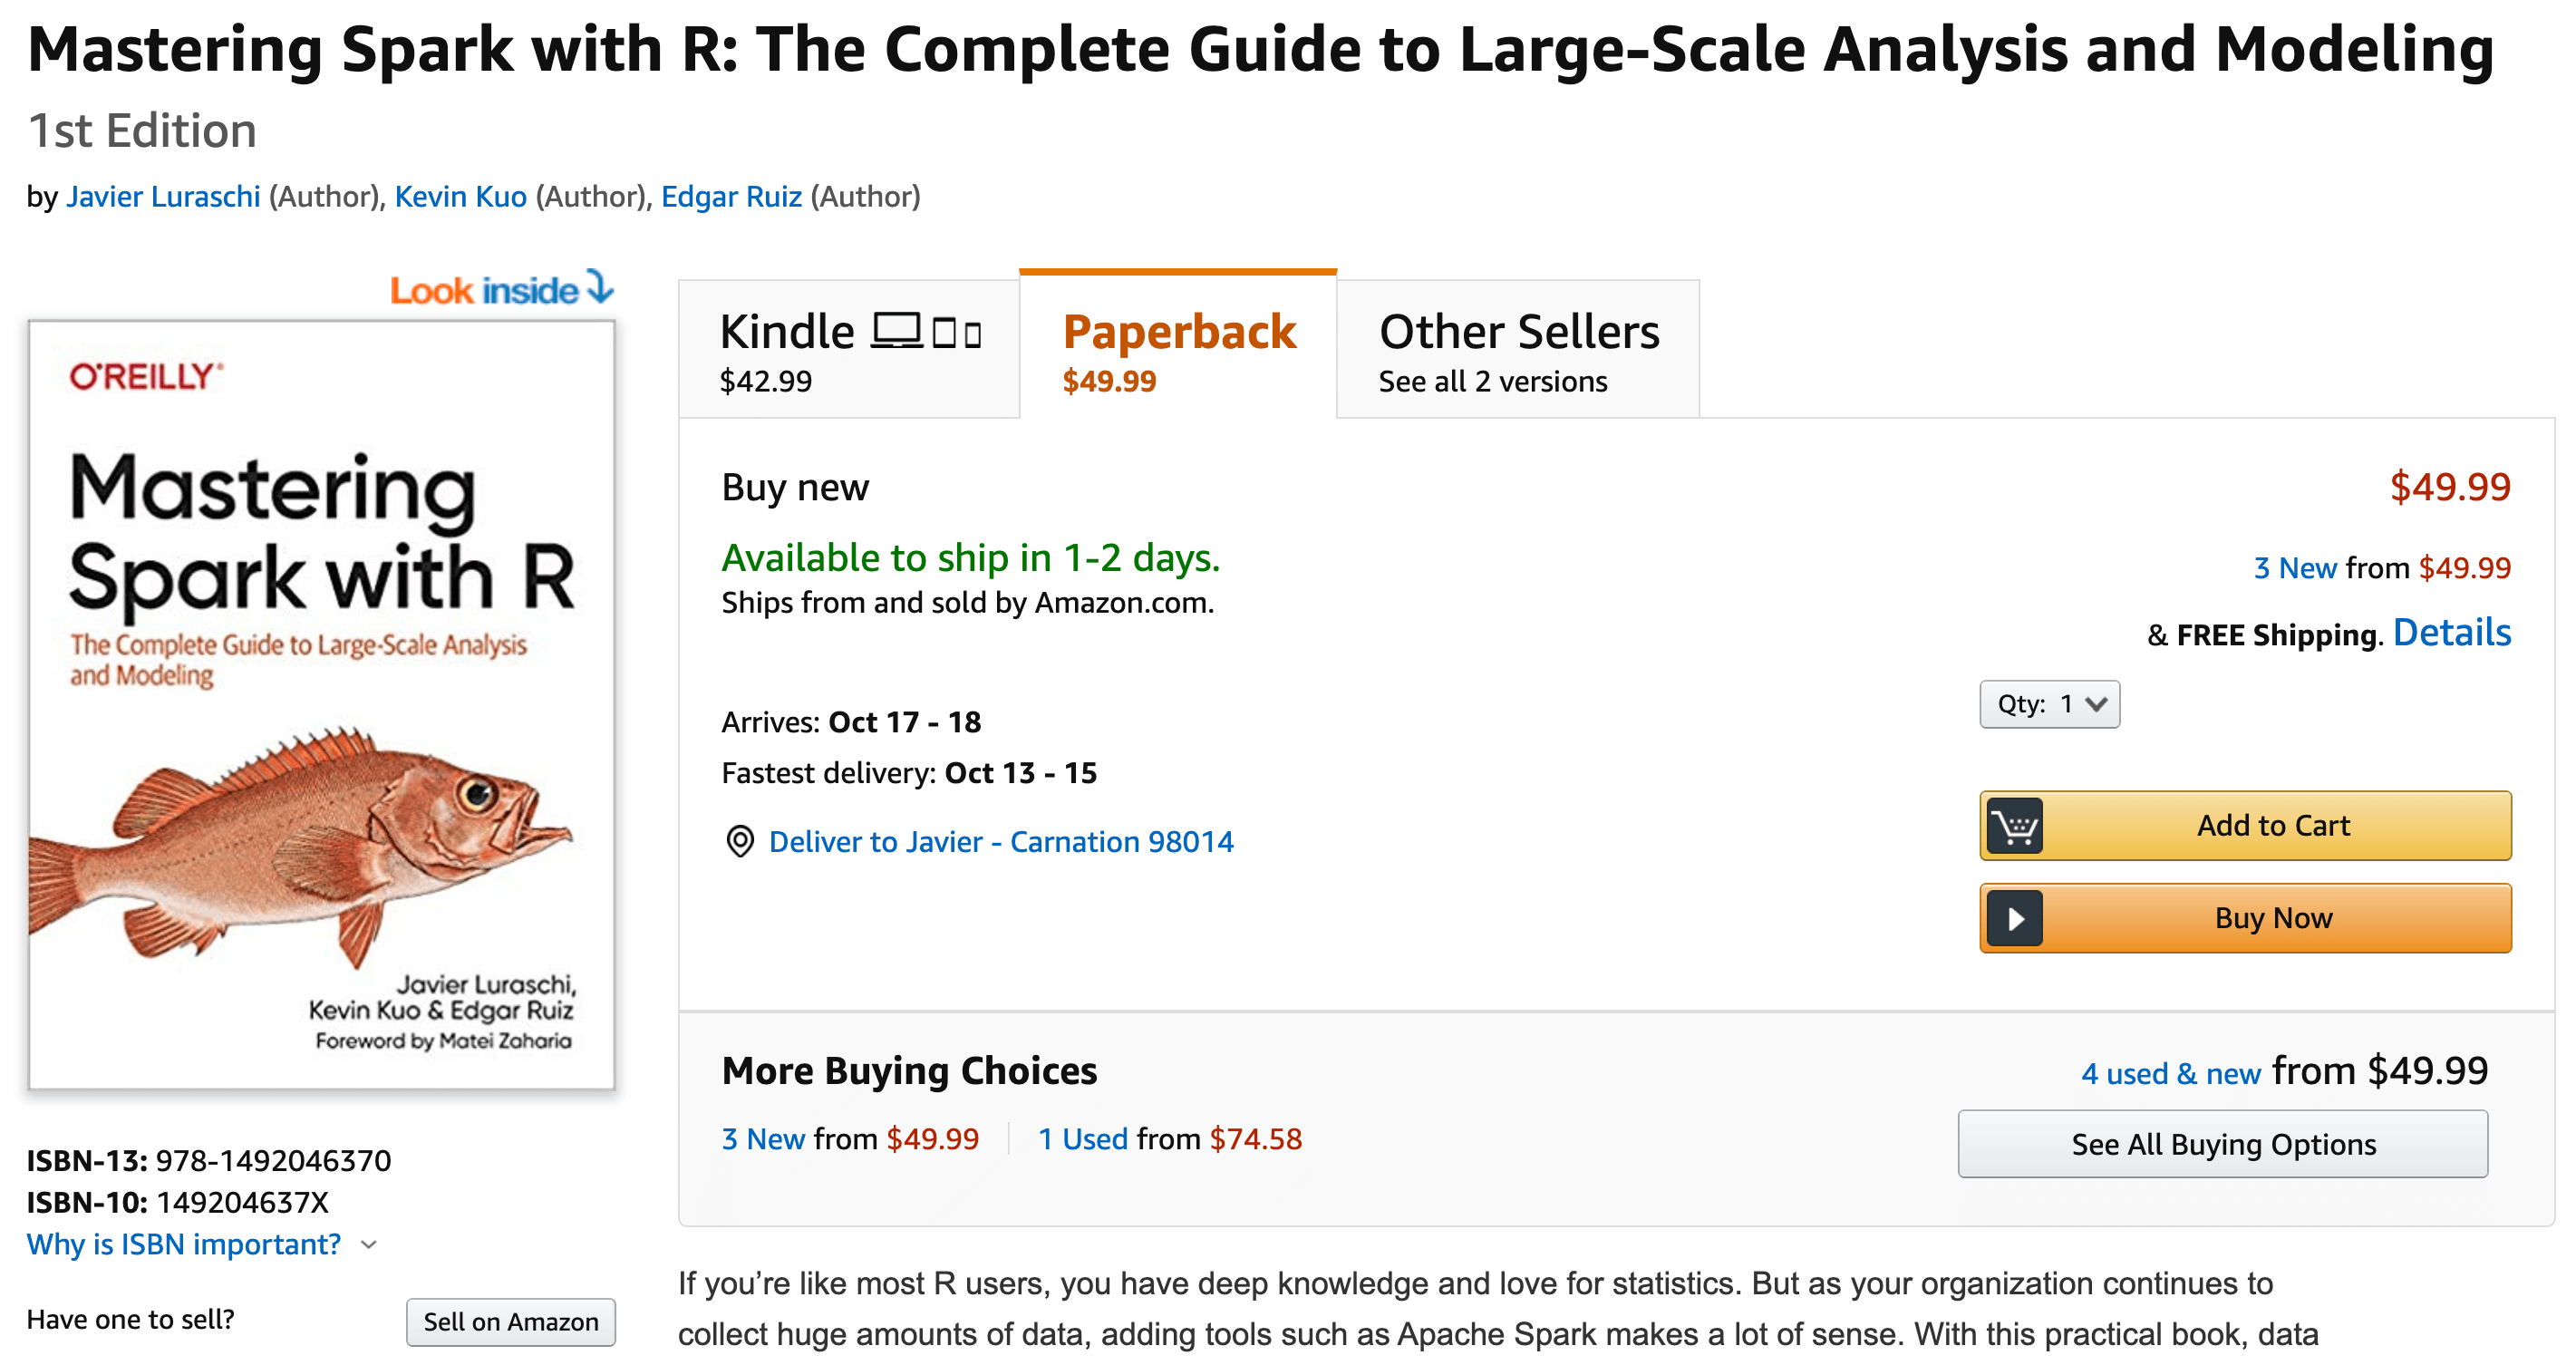 Mastering Spark with R: The Complete Guide to Large-Scale Analysis and Modeling
1st Edition
by Javier Luraschi (Author), Kevin Kuo (Author), Edgar Ruiz (Author)
Look inside
O'REILLY®
Mastering
Spark with R
The Complete Guide to Large-Scale Analysis
and Modeling
Javier Luraschi,
Kevin Kuo & Edgar Ruiz
Foreword by Matei Zaharia
ISBN-13: 978-1492046370
ISBN-10: 149204637X
Why is ISBN important?
Have one to sell?
Sell on Amazon
Kindle
$42.99
Paperback
$49.99
Other Sellers
See all 2 versions
Buy new
$49.99
Available to ship in 1-2 days.
Ships from and sold by Amazon.com.
3 New from $49.99
& FREE Shipping. Details
Arrives: Oct 17 - 18
Fastest delivery: Oct 13 - 15
Deliver to Javier - Carnation 98014
Qty: 1
Add to Cart
Buy Now
More Buying Choices
3 New from $49.99
1 Used from $74.58
4 used & new from $49.99
See All Buying Options
If you’re like most R users, you have deep knowledge and love for statistics. But as your organization continues to
collect huge amounts of data, adding tools such as Apache Spark makes a lot of sense. With this practical book, data